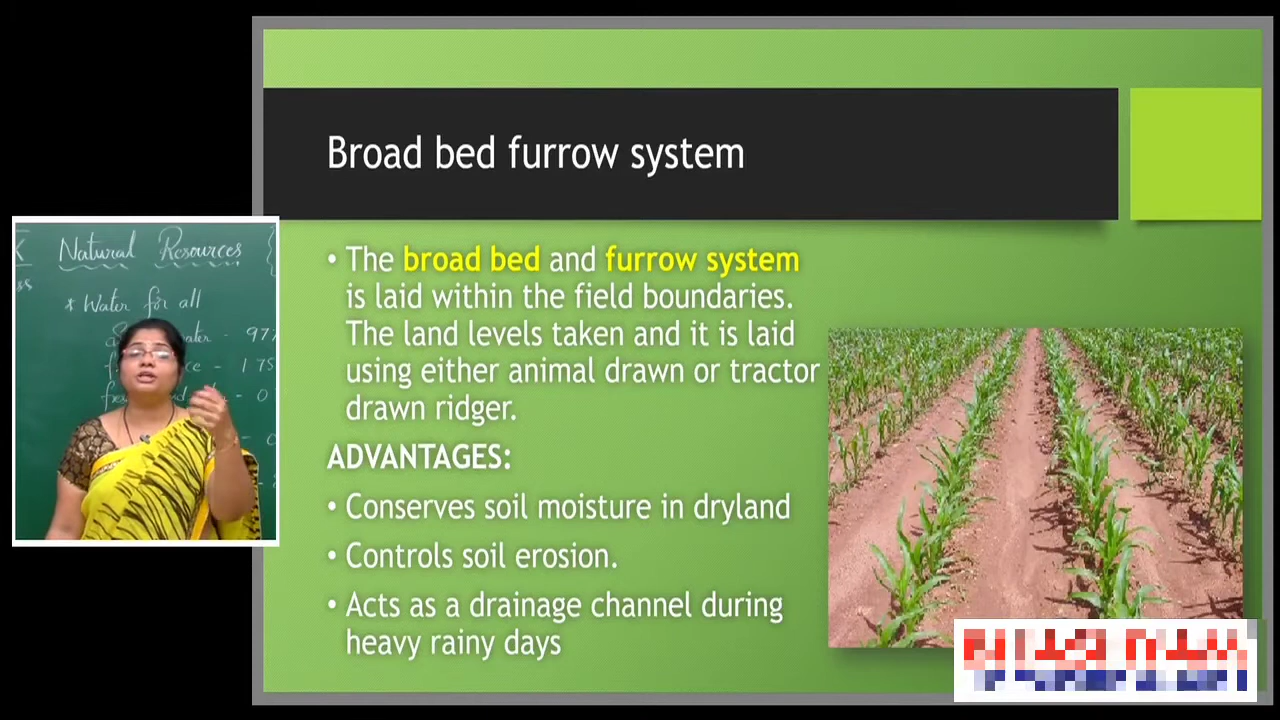 Broad bed furrow system
• The broad bed and furrow system
is laid within the field boundaries.
The land levels taken and it is laid
using either animal drawn or tractor
drawn ridger.
ADVANTAGES:
• Conserves soil moisture in dryland
• Controls soil erosion.
• Acts as a drainage channel during
heavy rainy days
Natural Resources
* Water for all